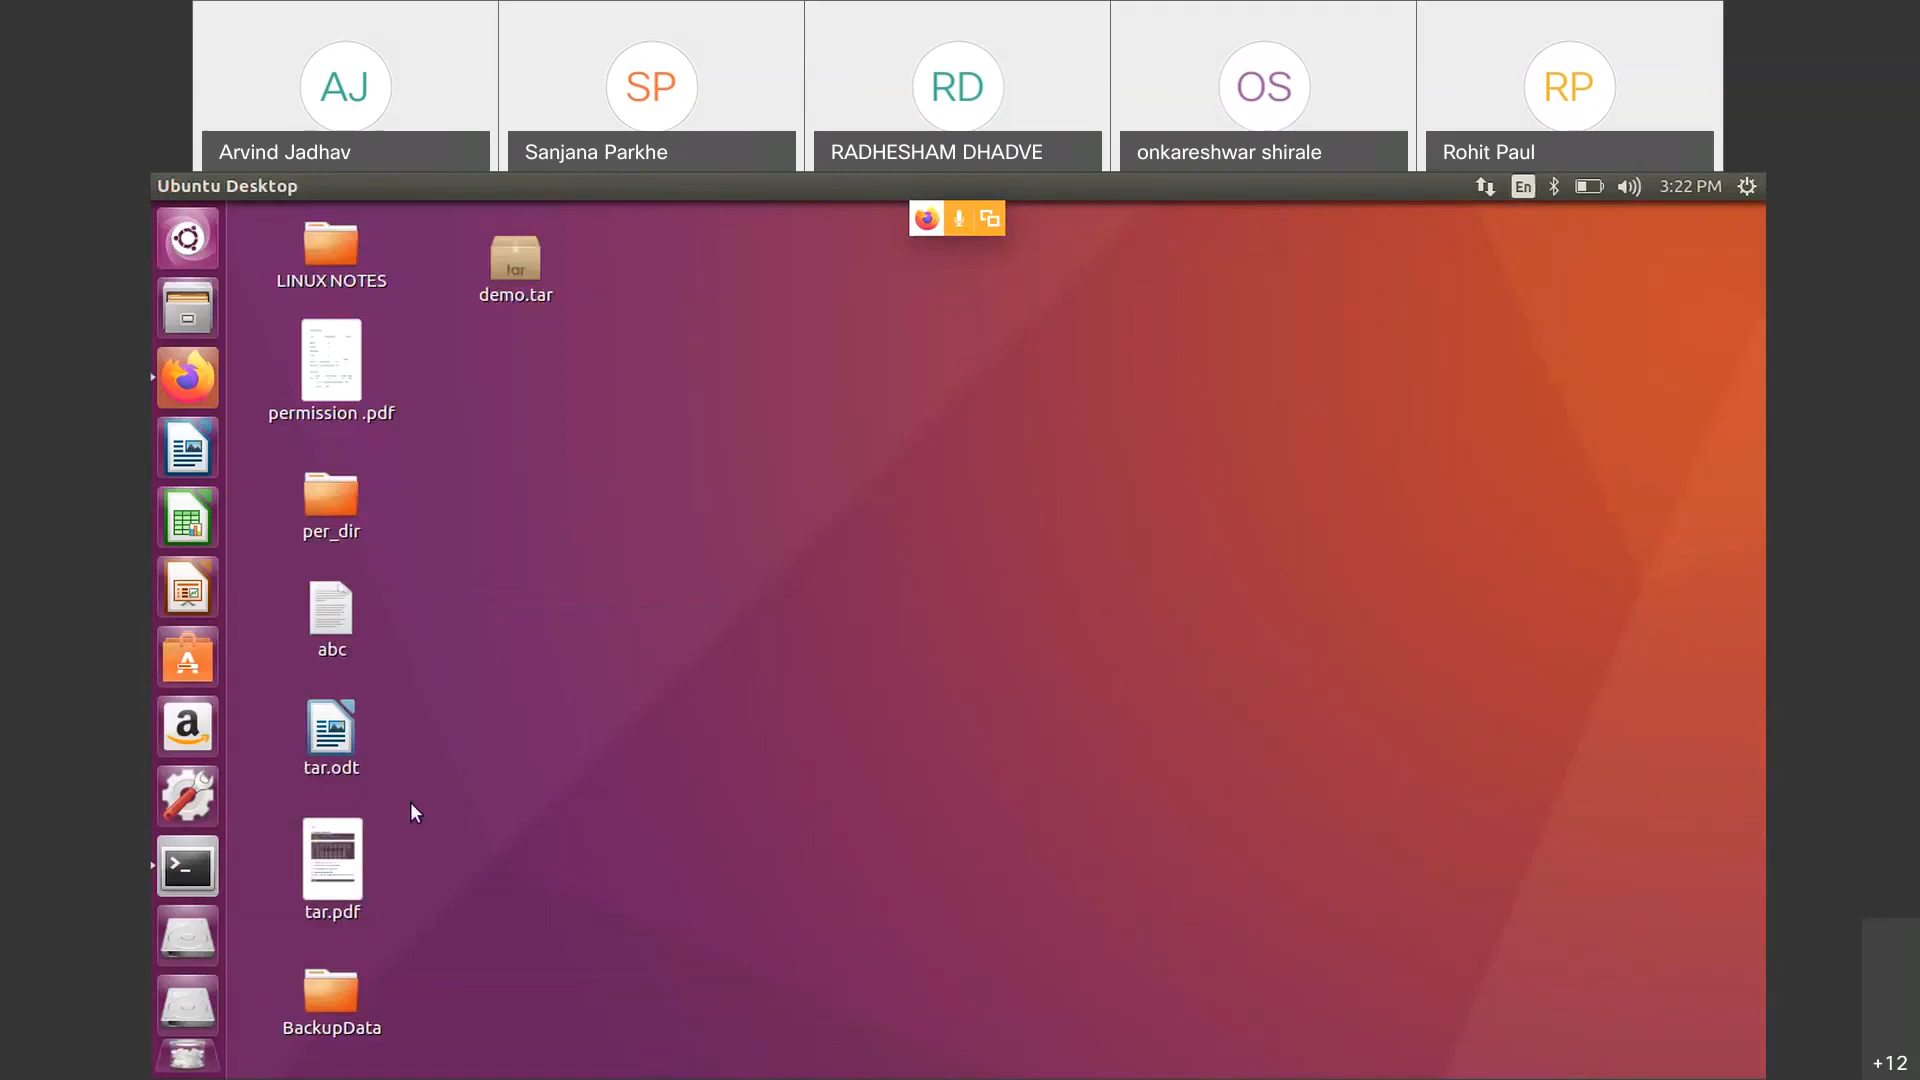 AJ
SP
RD
OS
RP
Arvind Jadhav
Sanjana Parkhe
RADHESHAM DHADVE
onkareshwar shirale
Rohit Paul
Ubuntu Desktop
En
3:22 PM
LINUX NOTES
tar
demo.tar
permission .pdf
per_dir
abc
tar.odt
tar.pdf
BackupData
+12